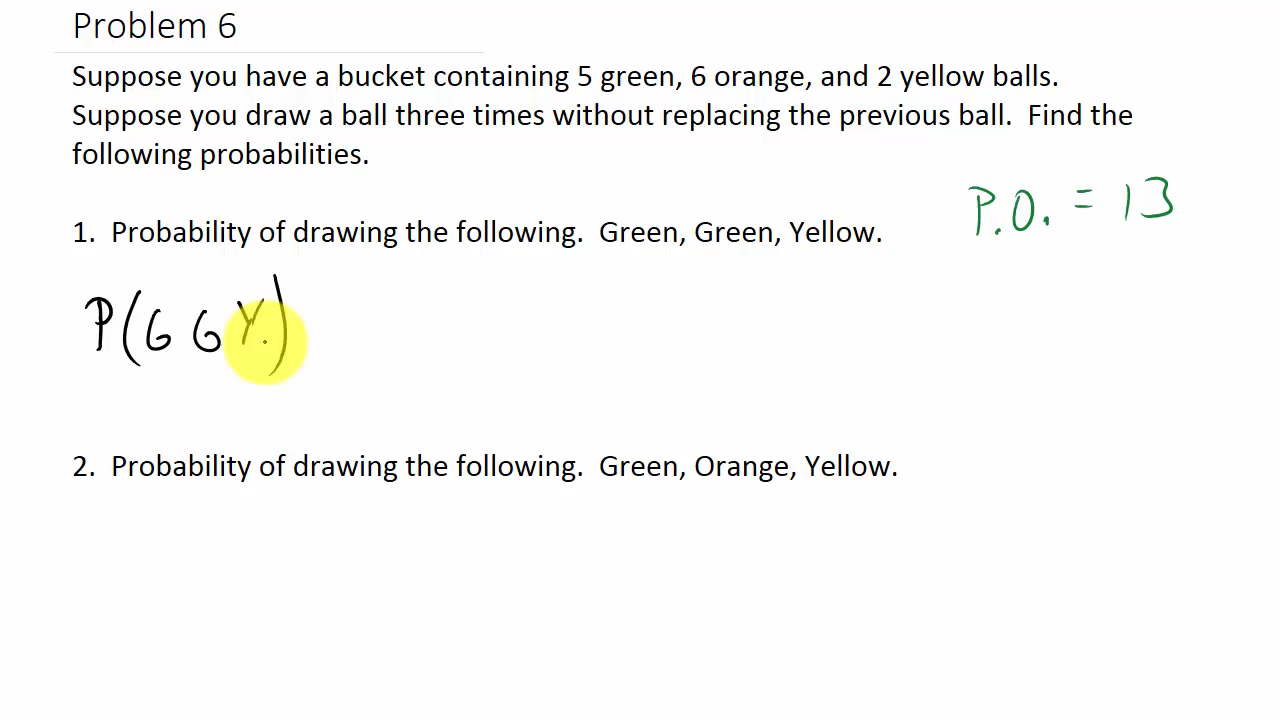 Problem 6
Suppose you have a bucket containing 5 green, 6 orange, and 2 yellow balls.
Suppose you draw a ball three times without replacing the previous ball.  Find the
following probabilities.
P.O. = 13
1.  Probability of drawing the following.  Green, Green, Yellow.
P(G G Y)
2.  Probability of drawing the following.  Green, Orange, Yellow.